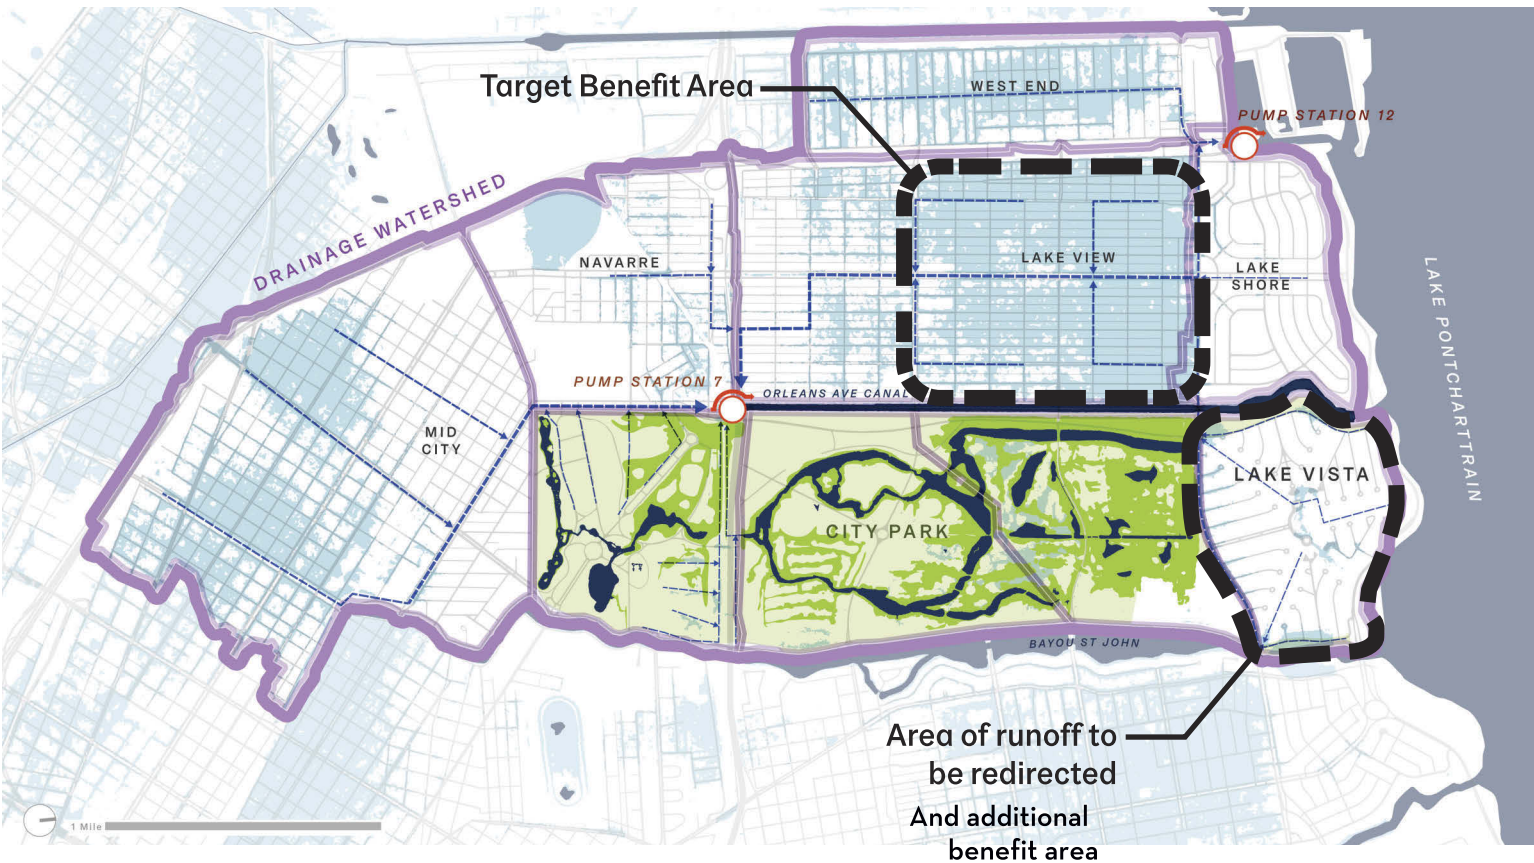 Target Benefit Area
WEST END
PUMP STATION 12
DRAINAGE WATERSHED
NAVARRE
LAKE VIEW
LAKE
SHORE
LAKE PONTCHARTTRAIN
PUMP STATION 7
ORLEANS AVE CANAL
MID
CITY
LAKE VISTA
CITY PARK
BAYOU ST JOHN
Area of runoff to
be redirected
And additional
benefit area
1 Mile